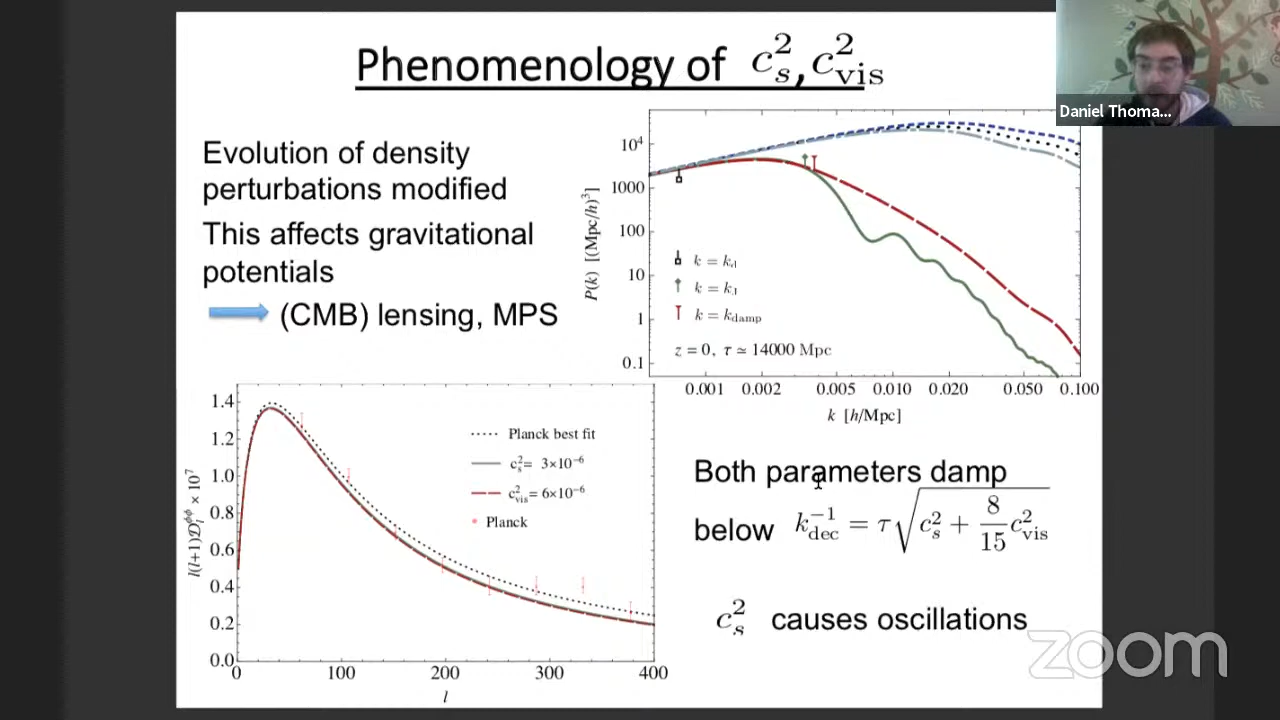 Phenomenology of c_s^2, c_vis^2
Daniel Thoma...
Evolution of density
perturbations modified
This affects gravitational
potentials
(CMB) lensing, MPS
10^4
1000
100
10
1
0.1
P(k) [(Mpc/h)^3]
k = k_d
k = k_J
k = k_damp
z = 0, τ ≃ 14000 Mpc
0.001 0.002 0.005 0.010 0.020 0.050 0.100
k [h/Mpc]
1.4
1.2
1.0
0.8
0.6
0.4
0.2
0.0
l(l+1)𝒟_l^ϕϕ × 10^7
Planck best fit
c_s^2= 3×10^-6
c_vis^2= 6×10^-6
Planck
0 100 200 300 400
l
Both parameters damp
below k_dec^-1 = τ√(c_s^2 + 8/15 c_vis^2)
c_s^2 causes oscillations
zoom